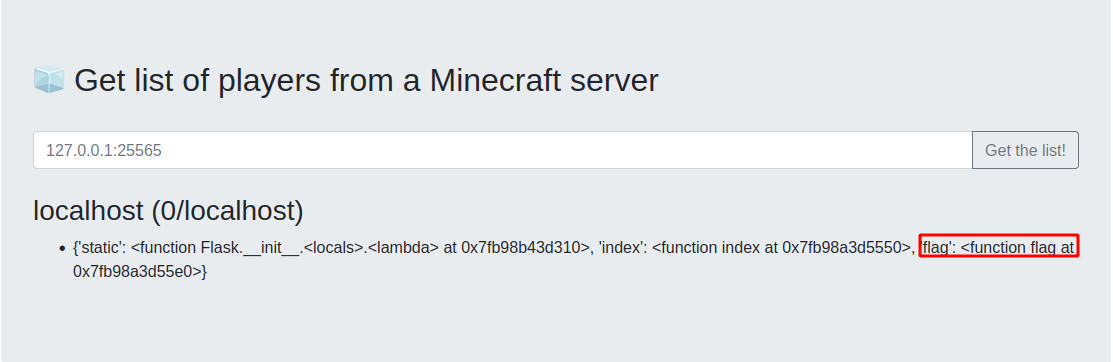 Get list of players from a Minecraft server
127.0.0.1:25565
Get the list!
localhost (0/localhost)
• {'static': <function Flask.__init__.<locals>.<lambda> at 0x7fb98b43d310>, 'index': <function index at 0x7fb98a3d5550>, 'flag': <function flag at
0x7fb98a3d55e0>}